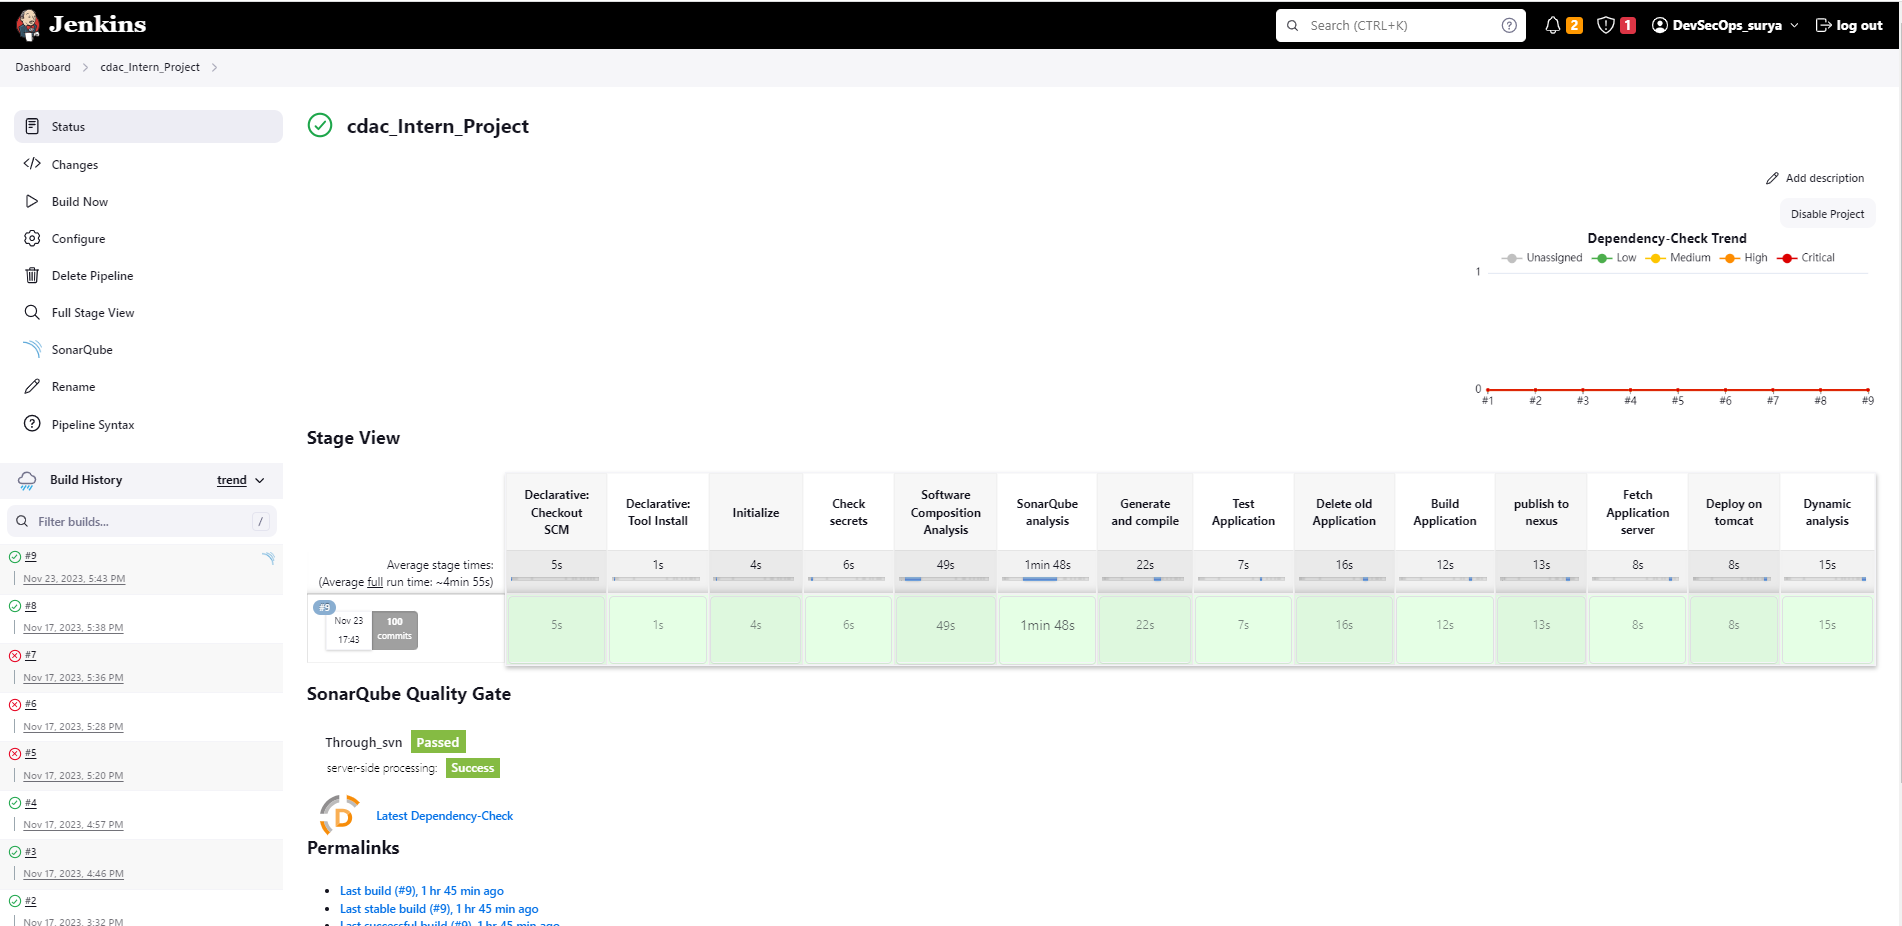 Jenkins
Search (CTRL+K)
2
1
DevSecOps_surya
log out
Dashboard
cdac_Intern_Project
Status
Changes
Build Now
Configure
Delete Pipeline
Full Stage View
SonarQube
Rename
Pipeline Syntax
Build History
trend
Filter builds...
/
#9
Nov 23, 2023, 5:43 PM
#8
Nov 17, 2023, 5:38 PM
#7
Nov 17, 2023, 5:36 PM
#6
Nov 17, 2023, 5:28 PM
#5
Nov 17, 2023, 5:20 PM
#4
Nov 17, 2023, 4:57 PM
#3
Nov 17, 2023, 4:46 PM
#2
Nov 17, 2023, 3:32 PM
cdac_Intern_Project
Add description
Disable Project
Dependency-Check Trend
Unassigned Low Medium High Critical
1
0
#1 #2 #3 #4 #5 #6 #7 #8 #9
Stage View
Declarative:
Checkout
SCM
Declarative:
Tool Install
Initialize
Check
secrets
Software
Composition
Analysis
SonarQube
analysis
Generate
and compile
Test
Application
Delete old
Application
Build
Application
publish to
nexus
Fetch
Application
server
Deploy on
tomcat
Dynamic
analysis
Average stage times:
(Average full run time: ~4min 55s)
5s 1s 4s 6s 49s 1min 48s 22s 7s 16s 12s 13s 8s 8s 15s
#9
Nov 23
17:43
100
commits
5s 1s 4s 6s 49s 1min 48s 22s 7s 16s 12s 13s 8s 8s 15s
SonarQube Quality Gate
Through_svn Passed
server-side processing: Success
D
Latest Dependency-Check
Permalinks
Last build (#9), 1 hr 45 min ago
Last stable build (#9), 1 hr 45 min ago
Last successful build (#9), 1 hr 45 min ago